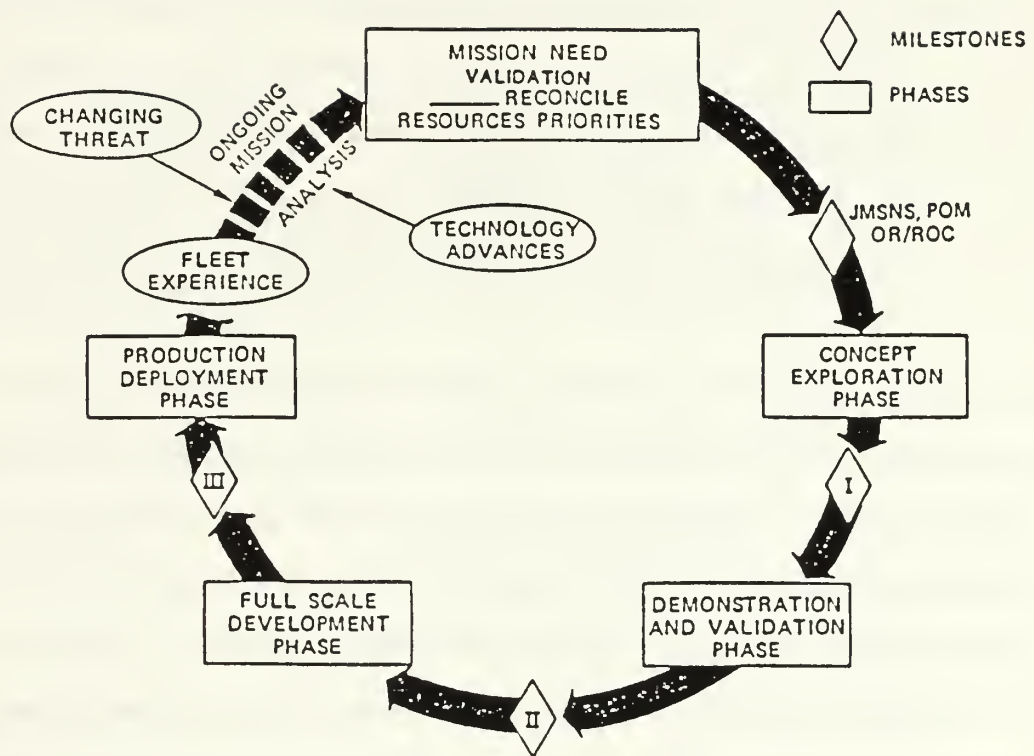 MISSION NEED
VALIDATION
____ RECONCILE
RESOURCES PRIORITIES
MILESTONES
PHASES
CHANGING
THREAT
ONGOING
MISSION
ANALYSIS
TECHNOLOGY
ADVANCES
FLEET
EXPERIENCE
JMSNS, POM
OR/ROC
PRODUCTION
DEPLOYMENT
PHASE
CONCEPT
EXPLORATION
PHASE
III
I
FULL SCALE
DEVELOPMENT
PHASE
DEMONSTRATION
AND VALIDATION
PHASE
II